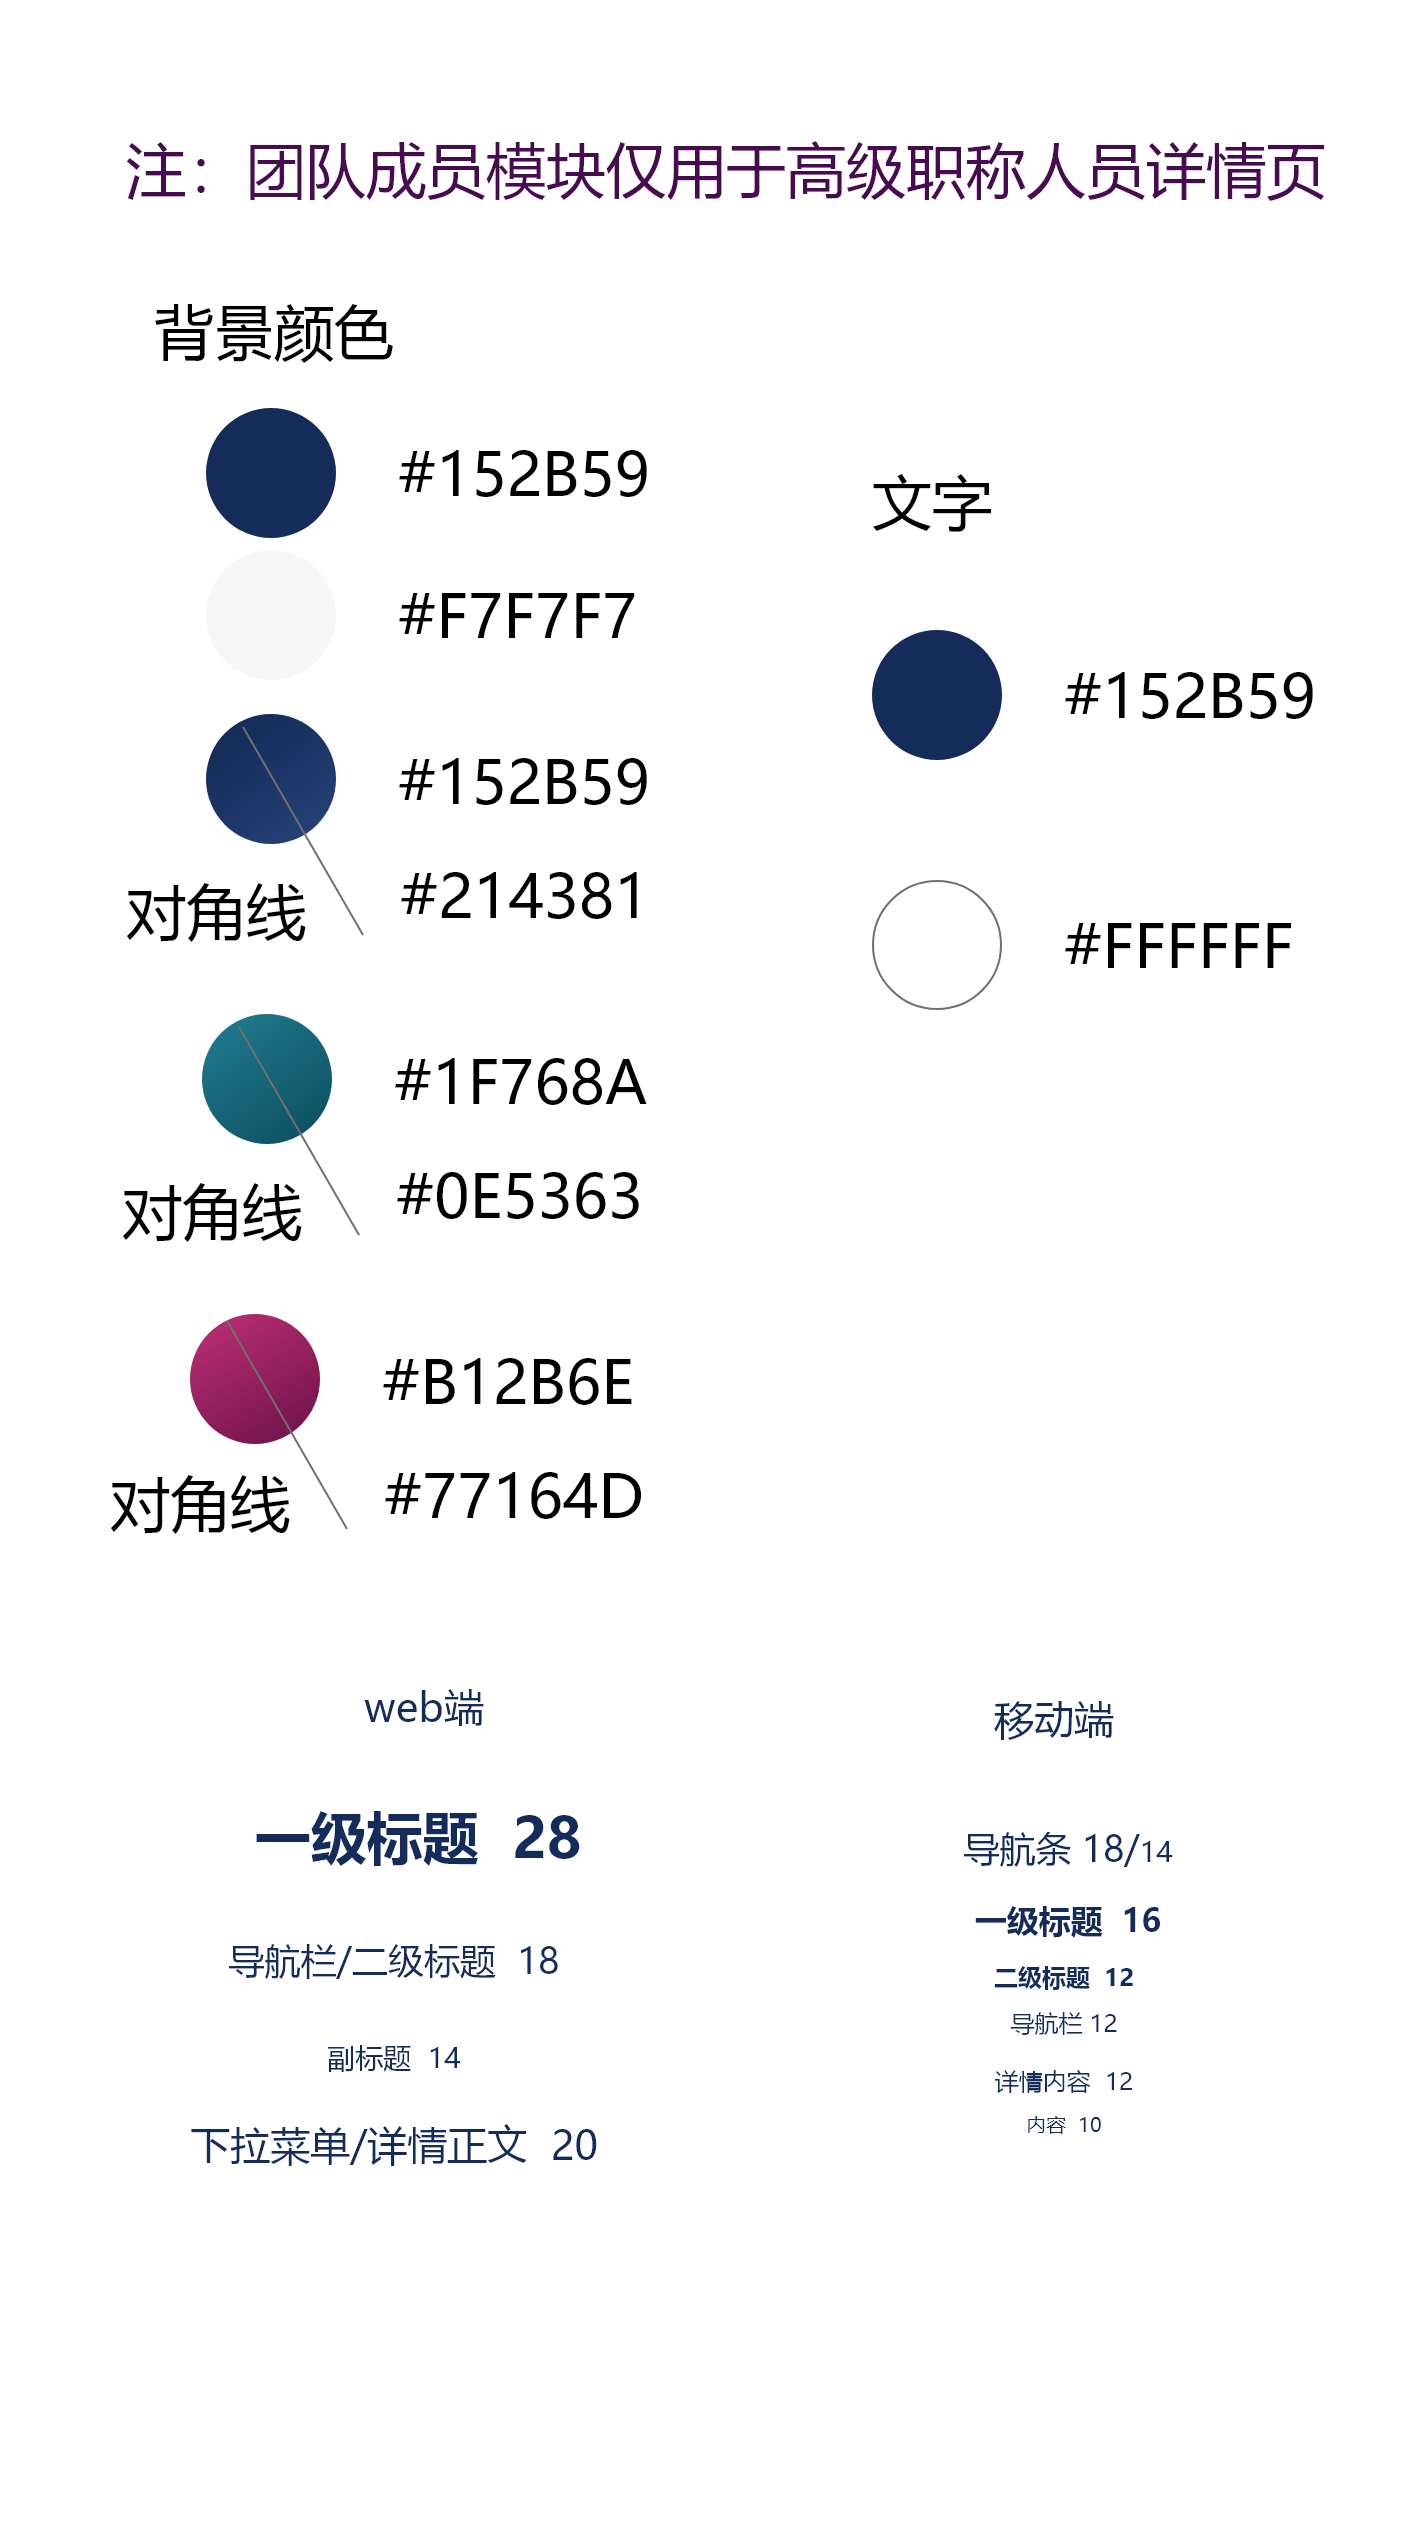 注：团队成员模块仅用于高级职称人员详情页
背景颜色
#152B59
#F7F7F7
#152B59
#214381
对角线
#1F768A
#0E5363
对角线
#B12B6E
#77164D
对角线
文字
#152B59
#FFFFFF
web端
一级标题 28
导航栏/二级标题 18
副标题 14
下拉菜单/详情正文 20
移动端
导航条 18/14
一级标题 16
二级标题 12
导航栏 12
详情内容 12
内容 10